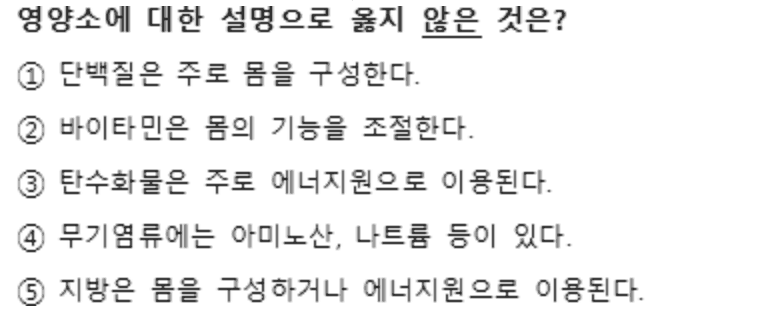 영양소에 대한 설명으로 옳지 않은 것은?
① 단백질은 주로 몸을 구성한다.
② 바이타민은 몸의 기능을 조절한다.
③ 탄수화물은 주로 에너지원으로 이용된다.
④ 무기염류에는 아미노산, 나트륨 등이 있다.
⑤ 지방은 몸을 구성하거나 에너지원으로 이용된다.